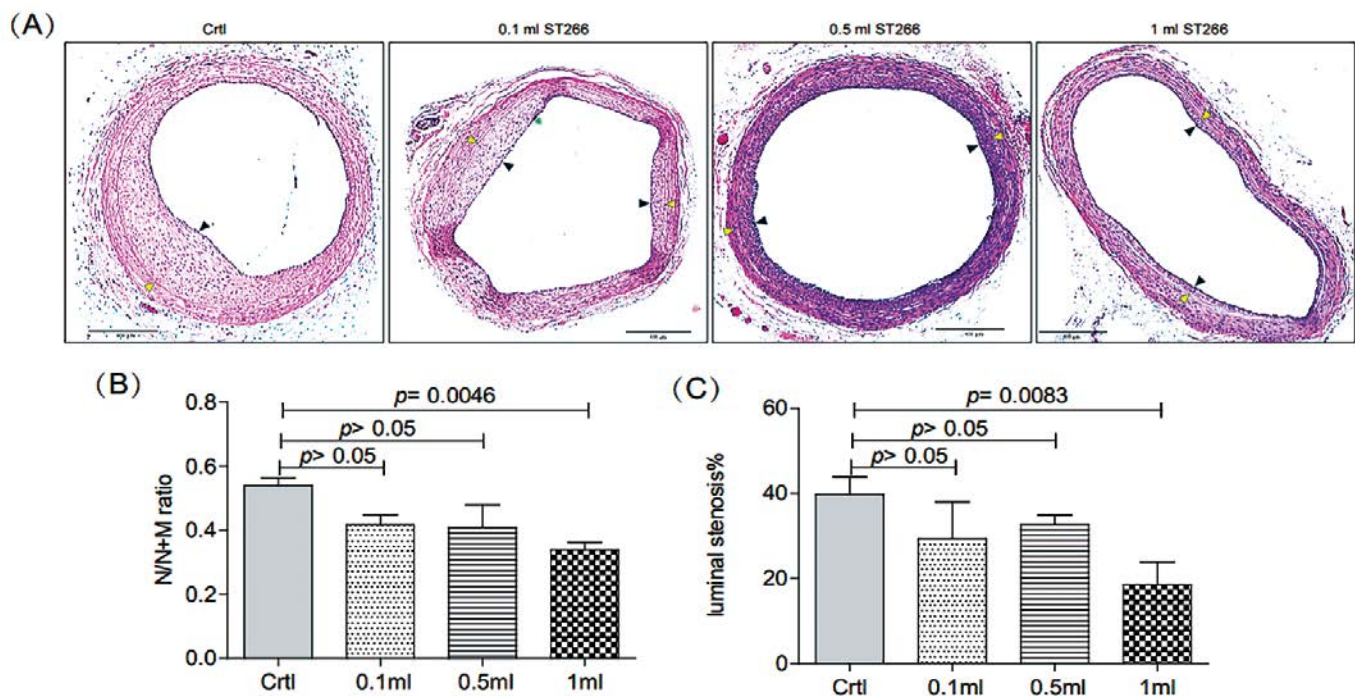 (A)
Crtl
0.1 ml ST266
0.5 ml ST266
1 ml ST266
(B)
0.8
0.6
0.4
0.2
0.0
N/N+M ratio
p= 0.0046
p> 0.05
p> 0.05
Crtl
0.1ml
0.5ml
1ml
(C)
60
40
20
0
luminal stenosis%
p= 0.0083
p> 0.05
p> 0.05
Crtl
0.1ml
0.5ml
1ml